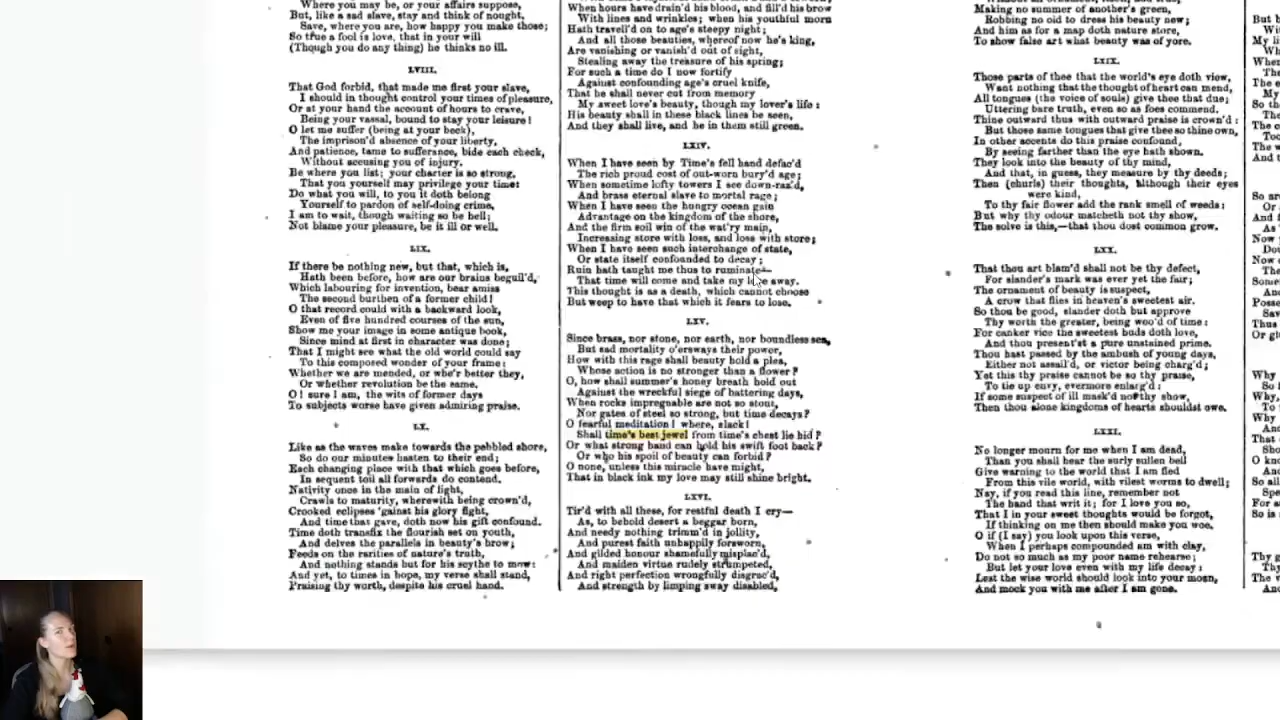 Where you may be, or your affairs suppose,
But, like a sad slave, stay and think of nought,
Save, where you are, how happy you make those;
So true a fool is love, that in your will
(Though you do any thing) he thinks no ill.
LVIII.
That God forbid, that made me first your slave,
I should in thought control your times of pleasure,
Or at your hand the account of hours to crave,
Being your vassal, bound to stay your leisure!
O let me suffer (being at your beck),
The imprison'd absence of your liberty,
And patience, tame to sufferance, bide each check,
Without accusing you of injury.
Be where you list; your charter is so strong,
That you yourself may privilege your time:
Do what you will, to you it doth belong
Yourself to pardon of self-doing crime,
I am to wait, though waiting so be hell;
Not blame your pleasure, be it ill or well.
LIX.
If there be nothing new, but that, which is,
Hath been before, how are our brains beguil'd,
Which labouring for invention, bear amiss
The second burthen of a former child!
O that record could with a backward look,
Even of five hundred courses of the sun,
Show me your image in some antique book,
Since mind at first in character was done;
That I might see what the old world could say
To this composed wonder of your frame:
Whether we are mended, or whe'r better they,
Or whether revolution be the same.
O! sure I am, the wits of former days
To subjects worse have given admiring praise.
LX.
Like as the waves make towards the pebbled shore,
So do our minutes hasten to their end;
Each changing place with that which goes before,
In sequent toil all forwards do contend.
Nativity once in the main of light,
Crawls to maturity, wherewith being crown'd,
Crooked eclipses 'gainst his glory fight,
And time that gave, doth now his gift confound.
Time doth transfix the flourish set on youth,
And delves the parallels in beauty's brow;
Feeds on the rarities of nature's truth,
And nothing stands but for his scythe to mow:
And yet, to times in hope, my verse shall stand,
Praising thy worth, despite his cruel hand.
When hours have drain'd his blood, and fill'd his brow
With lines and wrinkles; when his youthful morn
Hath travell'd on to age's steepy night;
And all those beauties, whereof now he's king,
Are vanishing or vanish'd out of sight,
Stealing away the treasure of his spring;
For such a time do I now fortify
Against confounding age's cruel knife,
That he shall never cut from memory
My sweet love's beauty, though my lover's life:
His beauty shall in these black lines be seen,
And they shall live, and he in them still green.
LXIV.
When I have seen by Time's fell hand defac'd
The rich proud cost of out-worn bury'd age;
When sometime lofty towers I see down-raz'd,
And brass eternal slave to mortal rage;
When I have seen the hungry ocean gain
Advantage on the kingdom of the shore,
And the firm soil win of the wat'ry main,
Increasing store with loss, and loss with store;
When I have seen such interchange of state,
Or state itself confounded to decay;
Ruin hath taught me thus to ruminate—
That time will come and take my love away.
This thought is as a death, which cannot choose
But weep to have that which it fears to lose.
LXV.
Since brass, nor stone, nor earth, nor boundless sea,
But sad mortality o'ersways their power,
How with this rage shall beauty hold a plea,
Whose action is no stronger than a flower?
O, how shall summer's honey breath hold out
Against the wreckful siege of battering days,
When rocks impregnable are not so stout,
Nor gates of steel so strong, but time decays?
O fearful meditation! where, alack!
Shall time's best jewel from time's chest lie hid?
Or what strong hand can hold his swift foot back?
Or who his spoil of beauty can forbid?
O none, unless this miracle have might,
That in black ink my love may still shine bright.
LXVI.
Tir'd with all these, for restful death I cry—
As, to behold desert a beggar born,
And needy nothing trimm'd in jollity,
And purest faith unhappily forsworn,
And gilded honour shamefully misplac'd,
And maiden virtue rudely strumpeted,
And right perfection wrongfully disgrac'd,
And strength by limping sway disabled,
Making no summer of another's green,
Robbing no old to dress his beauty new;
And him as for a map doth nature store,
To show false art what beauty was of yore.
LXIX.
Those parts of thee that the world's eye doth view,
Want nothing that the thought of heart can mend,
All tongues (the voice of souls) give thee that due;
Uttering bare truth, even so as foes commend.
Thine outward thus with outward praise is crown'd:
But those same tongues that give thee so thine own,
In other accents do this praise confound,
By seeing farther than the eye hath shown.
They look into the beauty of thy mind,
And that, in guess, they measure by thy deeds;
Then (churls) their thoughts, although their eyes
were kind,
To thy fair flower add the rank smell of weeds:
But why thy odour matcheth not thy show,
The solve is this,—that thou dost common grow.
LXX.
That thou art blam'd shall not be thy defect,
For slander's mark was ever yet the fair;
The ornament of beauty is suspect,
A crow that flies in heaven's sweetest air.
So thou be good, slander doth but approve
Thy worth the greater, being woo'd of time:
For canker vice the sweetest buds doth love,
And thou present'st a pure unstained prime.
Thou hast passed by the ambush of young days,
Either not assail'd, or victor being charg'd;
Yet this thy praise cannot be so thy praise,
To tie up envy, evermore enlarg'd:
If some suspect of ill mask'd not thy show,
Then thou alone kingdoms of hearts shouldst owe.
LXXI.
No longer mourn for me when I am dead,
Than you shall hear the surly sullen bell
Give warning to the world that I am fled
From this vile world, with vilest worms to dwell;
Nay, if you read this line, remember not
The hand that writ it; for I love you so,
That I in your sweet thoughts would be forgot,
If thinking on me then should make you woe.
O if (I say) you look upon this verse,
When I perhaps compounded am with clay,
Do not so much as my poor name rehearse;
But let your love even with my life decay:
Lest the wise world should look into your moan,
And mock you with me after I am gone.